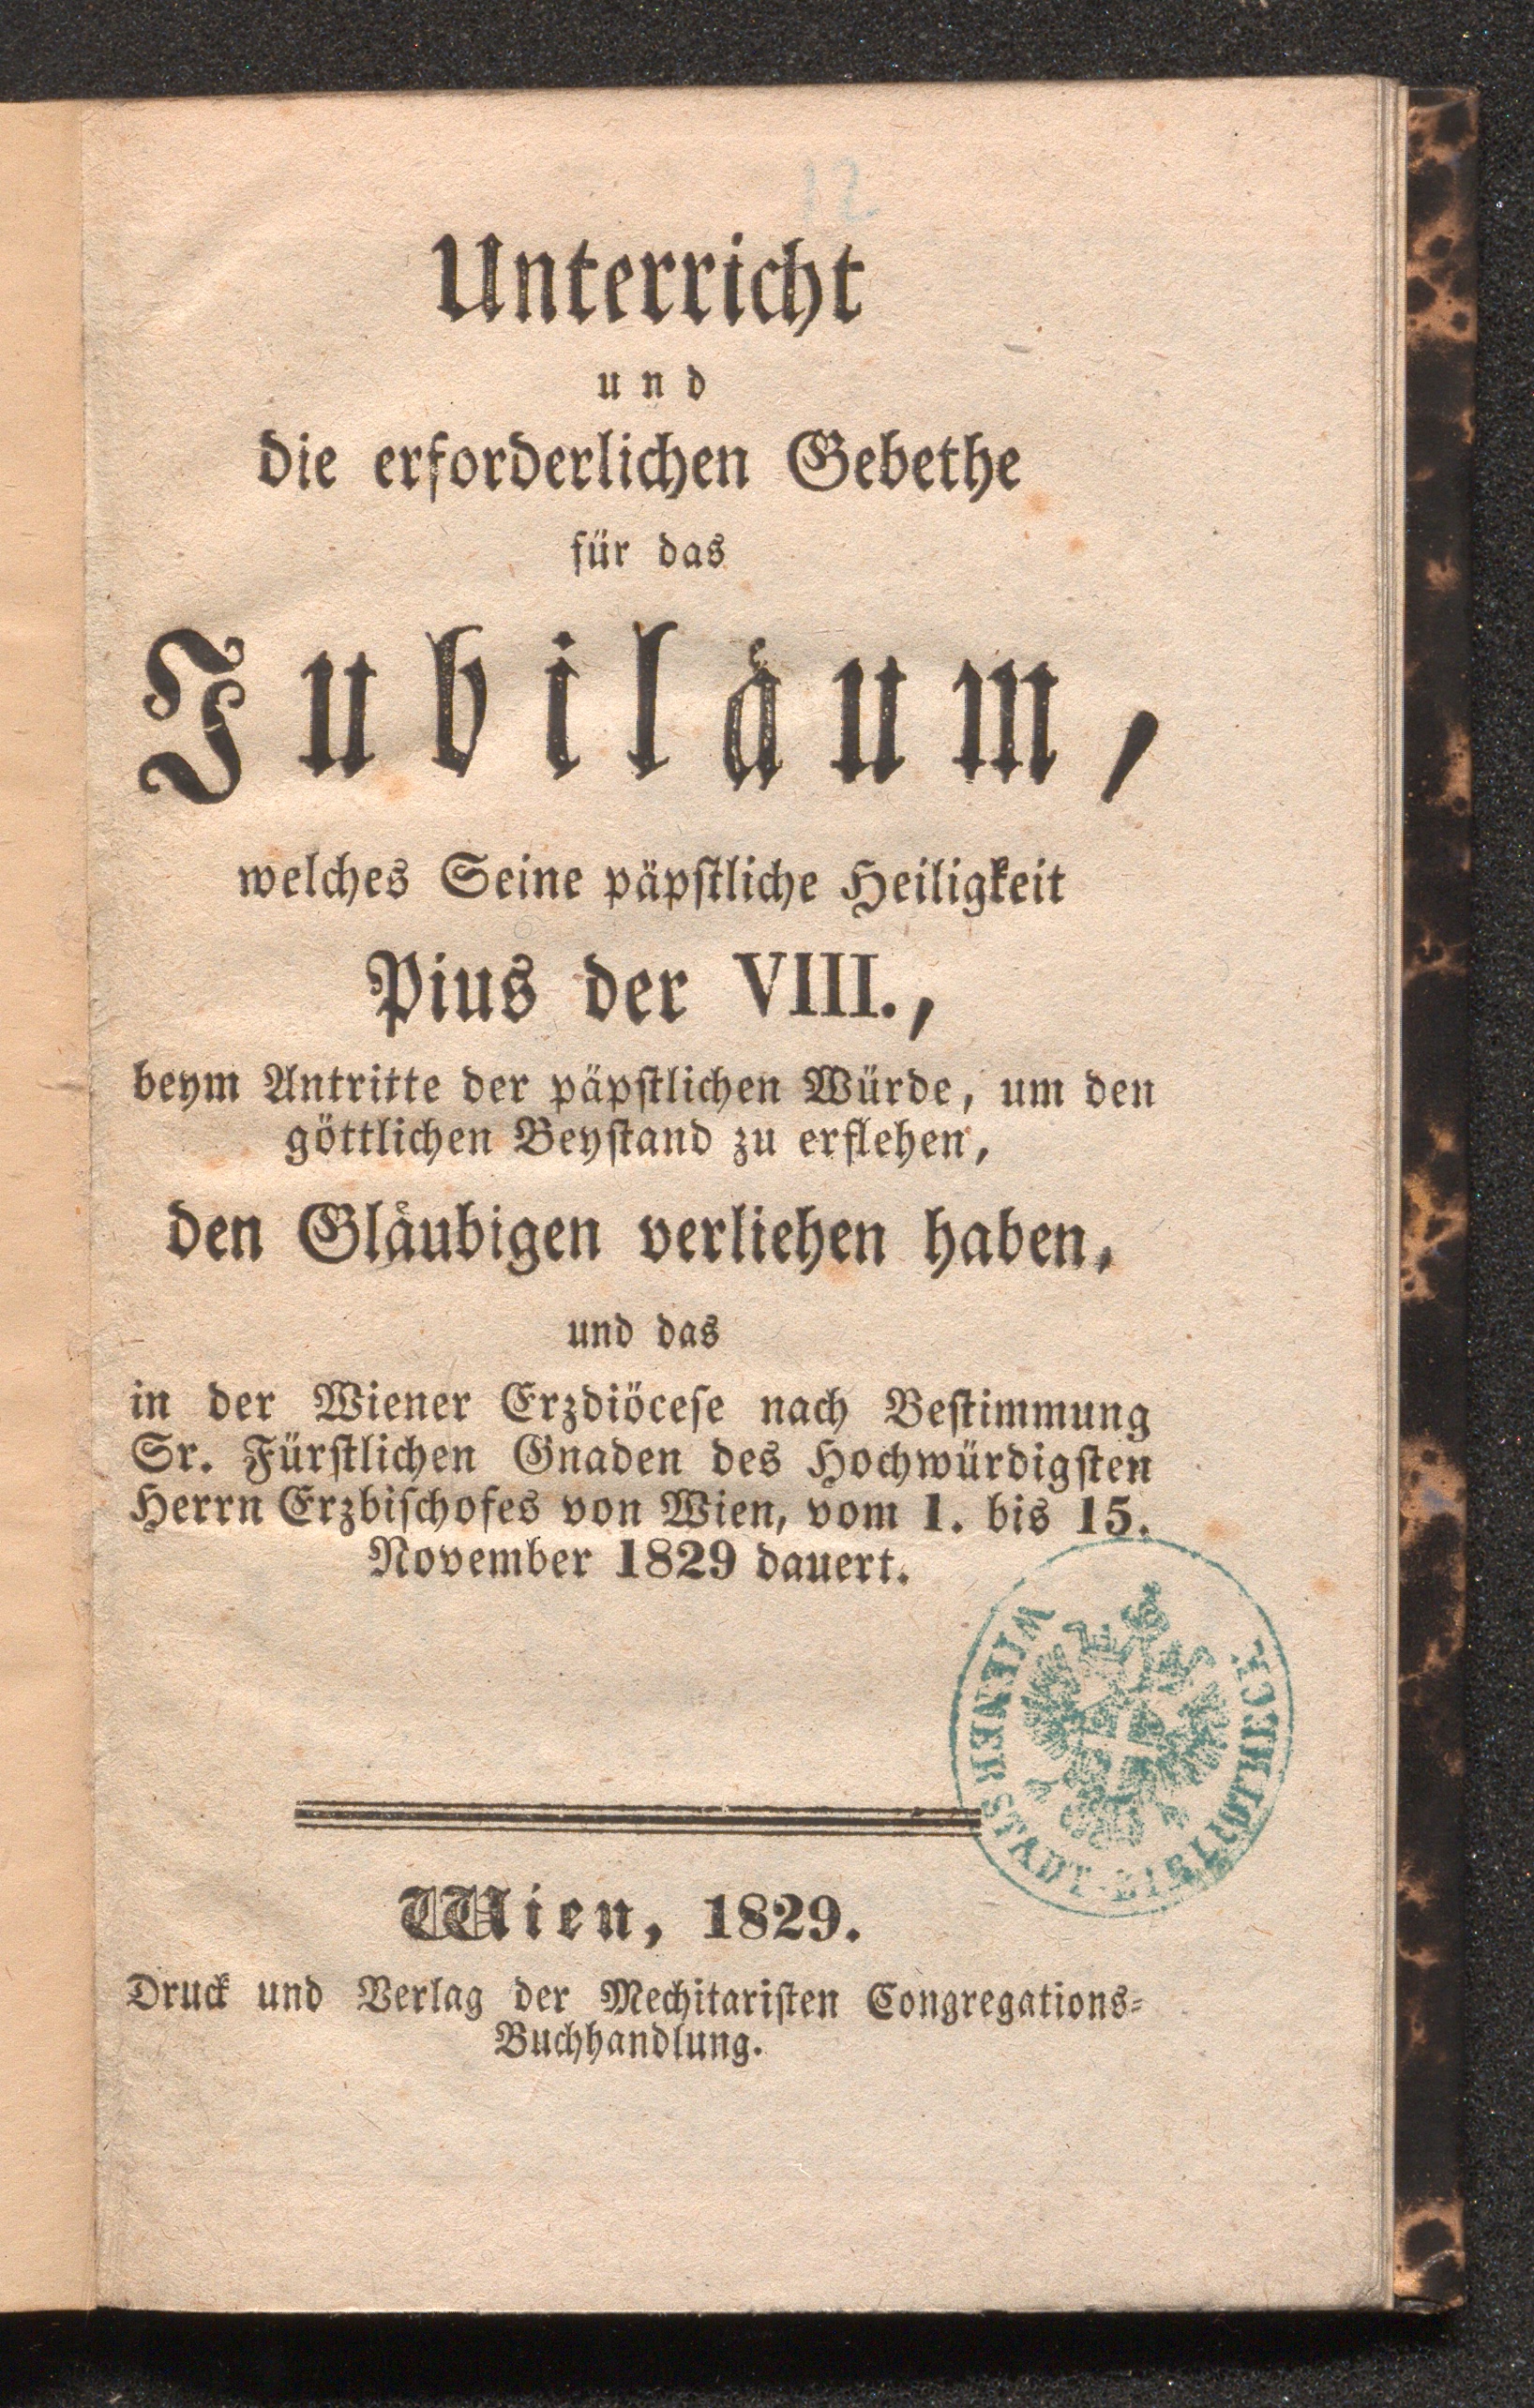 12
Unterricht
und
die erforderlichen Gebethe
für das
Jubiläum,
welches Seine päpstliche Heiligkeit
Pius der VIII.,
beym Antritte der päpstlichen Würde, um den
göttlichen Beystand zu erflehen,
den Gläubigen verliehen haben,
und das
in der Wiener Erzdiöcese nach Bestimmung
Sr. Fürstlichen Gnaden des Hochwürdigsten
Herrn Erzbischofes von Wien, vom 1. bis 15.
November 1829 dauert.
WIENER STADT-BIBLIOTHECK.
Wien, 1829.
Druck und Verlag der Mechitaristen Congregations-
Buchhandlung.